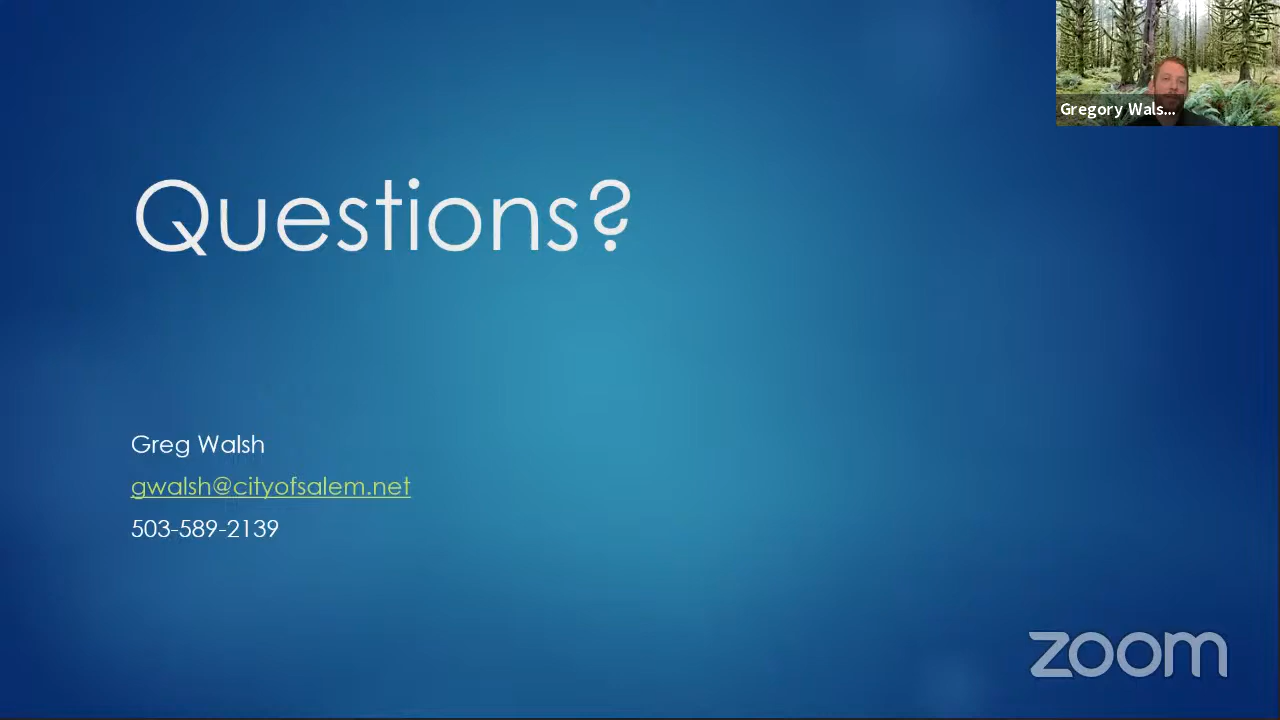 Gregory Wals...
Questions?
Greg Walsh
gwalsh@cityofsalem.net
503-589-2139
zoom